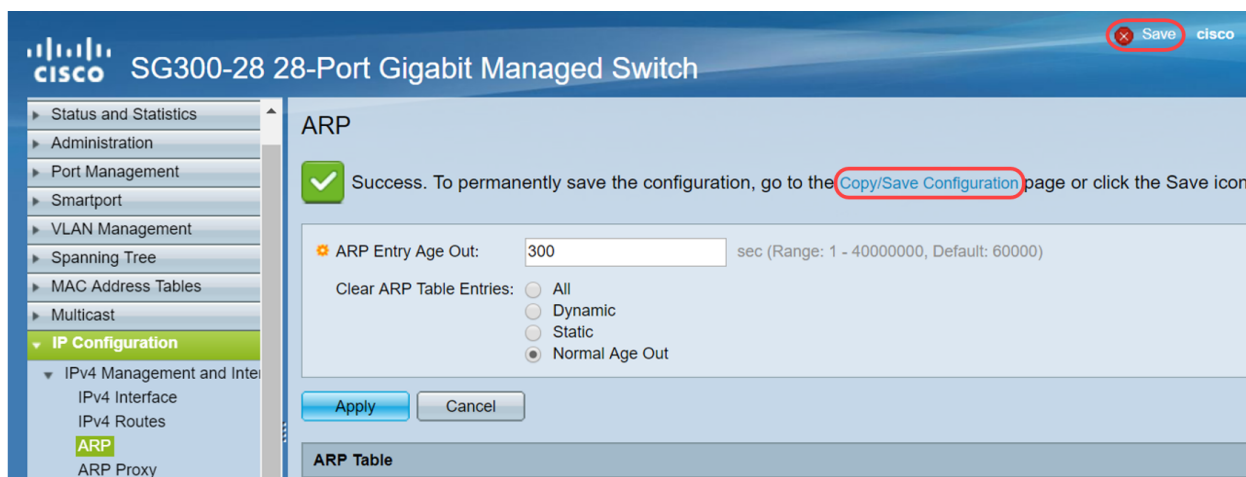 Save cisco
CISCO SG300-28 28-Port Gigabit Managed Switch
Status and Statistics
Administration
Port Management
Smartport
VLAN Management
Spanning Tree
MAC Address Tables
Multicast
IP Configuration
IPv4 Management and Inter
IPv4 Interface
IPv4 Routes
ARP
ARP Proxy
ARP
Success. To permanently save the configuration, go to the Copy/Save Configuration page or click the Save icon
ARP Entry Age Out: 300 sec (Range: 1 - 40000000, Default: 60000)
Clear ARP Table Entries: All
Dynamic
Static
Normal Age Out
Apply Cancel
ARP Table